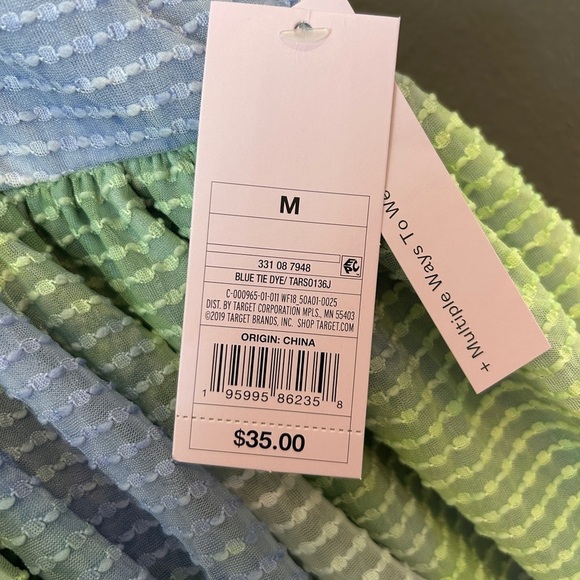 M
331 08 7948
BLUE TIE DYE/ TARS0136J
C-000965-01-011 WF18_50A01-0025
DIST. BY TARGET CORPORATION MPLS., MN 55403
©2019 TARGET BRANDS, INC. SHOP TARGET.COM
ORIGIN: CHINA
1 95995 86235 8
$35.00
+ Multiple Ways To We